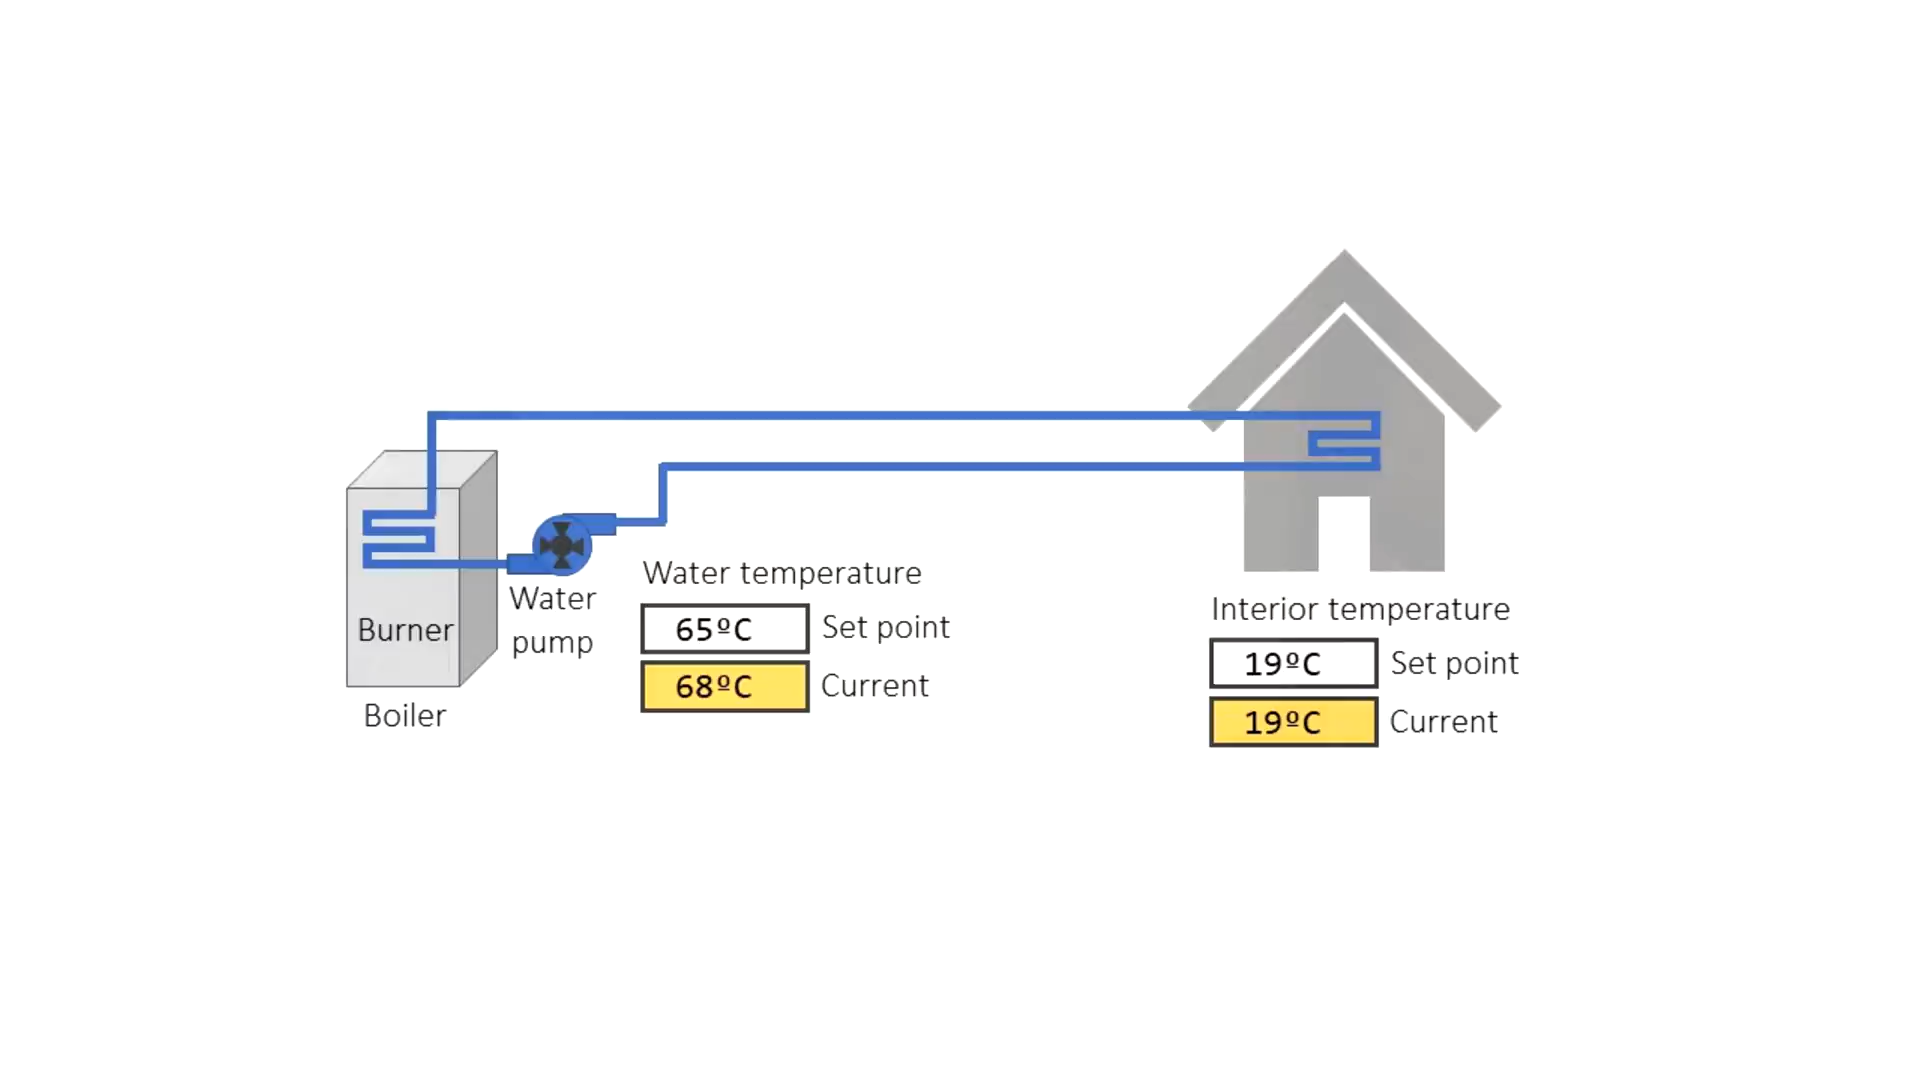 Burner
Boiler
Water
pump
Water temperature
65ºC Set point
68ºC Current
Interior temperature
19ºC Set point
19ºC Current